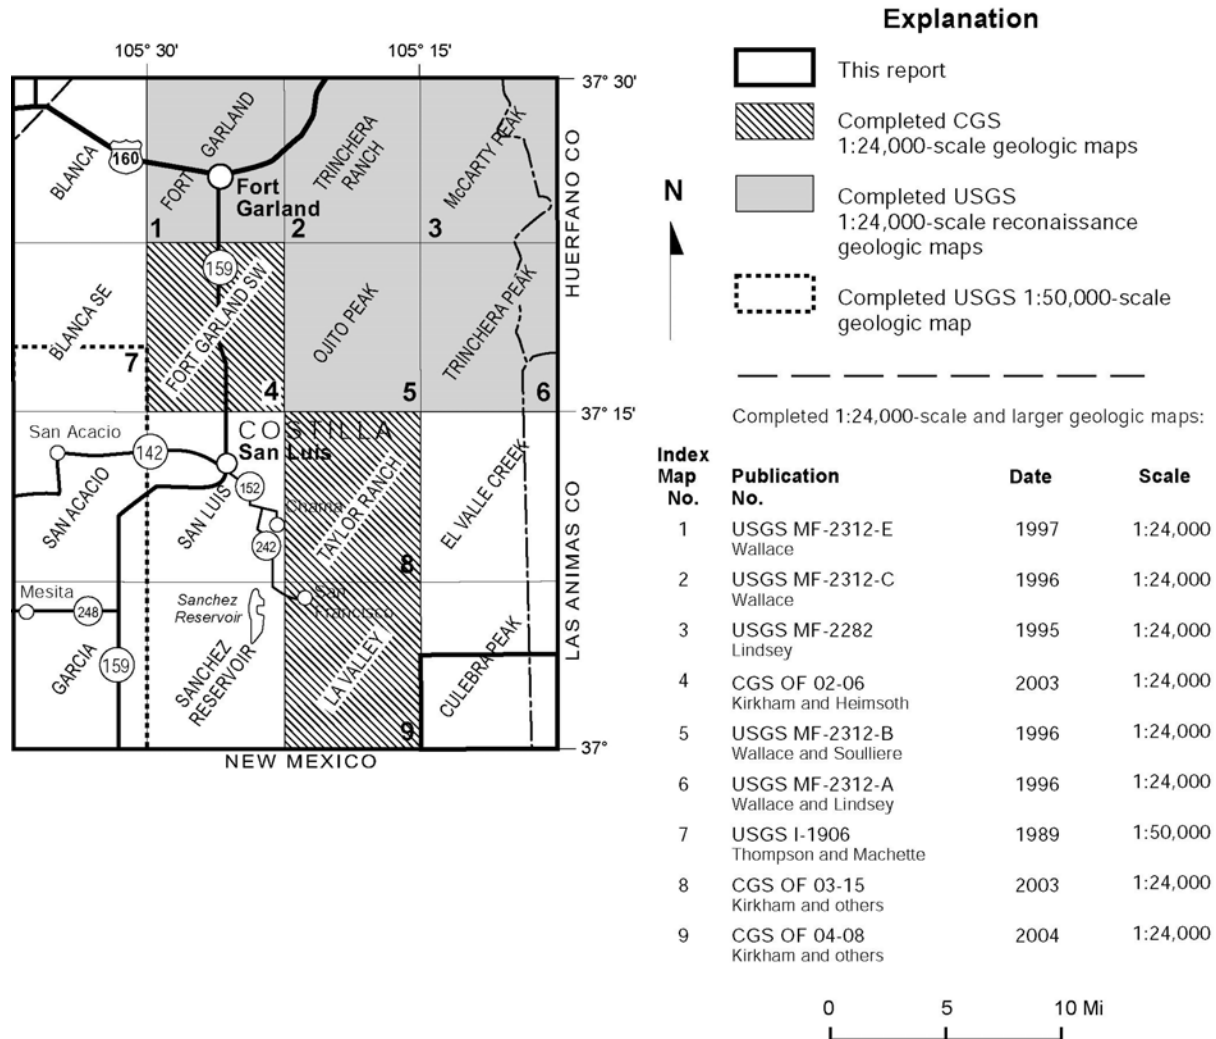 Explanation
105° 30'
105° 15'
37° 30'
This report
Completed CGS
1:24,000-scale geologic maps
Completed USGS
1:24,000-scale reconaissance
geologic maps
Completed USGS 1:50,000-scale
geologic map
N
BLANCA
160
FORT GARLAND
Fort
Garland
TRINCHERA
RANCH
McCARTY PEAK
HUERFANO CO
1
2
3
159
BLANCA SE
FORT GARLAND SW
OJITO PEAK
TRINCHERA PEAK
7
4
5
6
37° 15'
San Acacio
142
COSTILLA
San Luis
152
SAN ACACIO
SAN LUIS
Chama
242
TAYLOR RANCH
EL VALLE CREEK
8
LAS ANIMAS CO
Mesita
248
Sanchez
Reservoir
San
Francisco
GARCIA
159
SANCHEZ
RESERVOIR
LA VALLEY
CULEBRA PEAK
9
37°
NEW MEXICO
Completed 1:24,000-scale and larger geologic maps:
Index
Map Publication Date Scale
No. No.
1 USGS MF-2312-E 1997 1:24,000
Wallace
2 USGS MF-2312-C 1996 1:24,000
Wallace
3 USGS MF-2282 1995 1:24,000
Lindsey
4 CGS OF 02-06 2003 1:24,000
Kirkham and Heimsoth
5 USGS MF-2312-B 1996 1:24,000
Wallace and Soulliere
6 USGS MF-2312-A 1996 1:24,000
Wallace and Lindsey
7 USGS I-1906 1989 1:50,000
Thompson and Machette
8 CGS OF 03-15 2003 1:24,000
Kirkham and others
9 CGS OF 04-08 2004 1:24,000
Kirkham and others
0 5 10 Mi